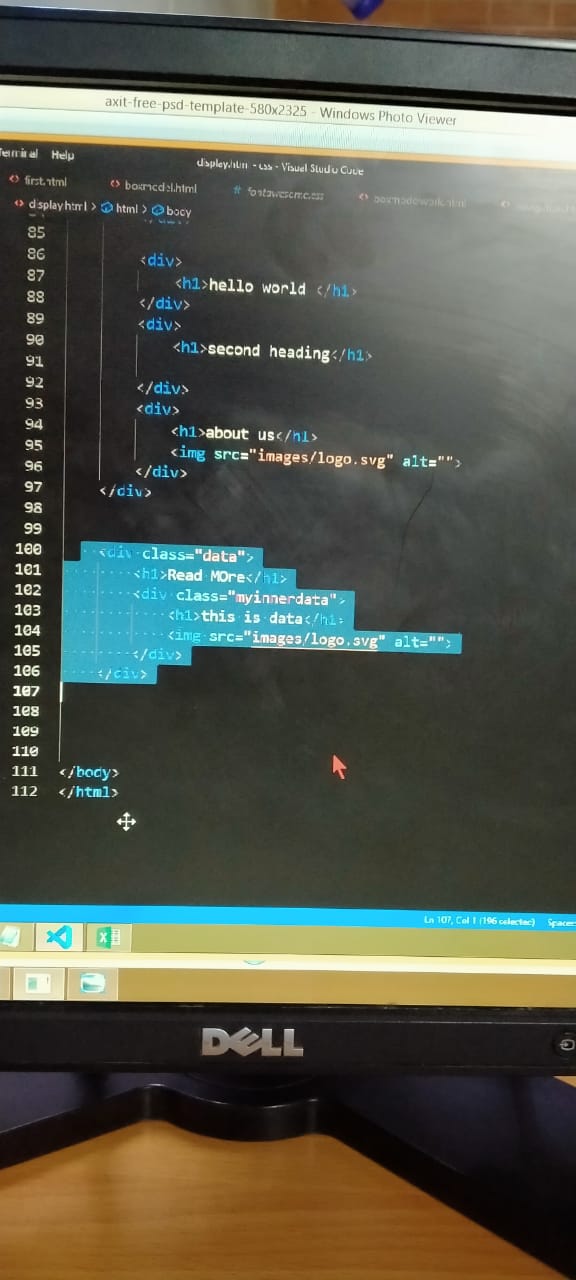 axit-free-psd-template-580x2325 - Windows Photo Viewer
Terminal Help
display.html - css - Visual Studio Code
first.html boxmodel.html fontawesome.css
display.html > html > body
85
86 <div>
87 <h1>hello world </h1>
88 </div>
89 <div>
90 <h1>second heading</h1>
91
92 </div>
93 <div>
94 <h1>about us</h1>
95 <img src="images/logo.svg" alt="">
96 </div>
97 </div>
98
99
100 <div class="data">
101 <h1>Read MOre</h1>
102 <div class="myinnerdata">
103 <h1>this is data</h1>
104 <img src="images/logo.svg" alt="">
105 </div>
106 </div>
107
108
109
110
111 </body>
112 </html>
Ln 107, Col 1 (196 selected) Spaces:
DELL